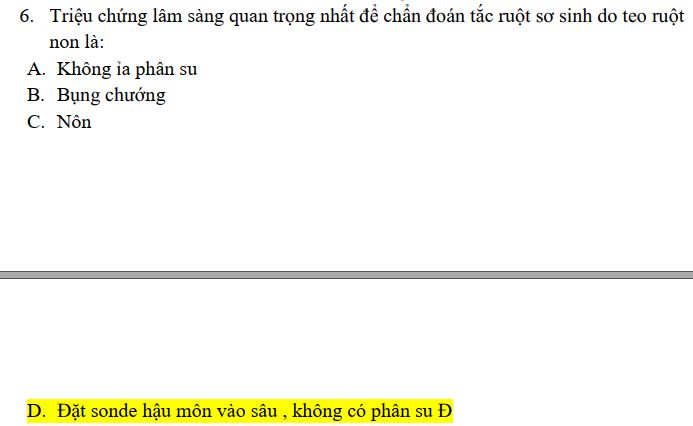 6. Triệu chứng lâm sàng quan trọng nhất để chẩn đoán tắc ruột sơ sinh do teo ruột
non là:
A. Không ỉa phân su
B. Bụng chướng
C. Nôn
D. Đặt sonde hậu môn vào sâu , không có phân su Đ